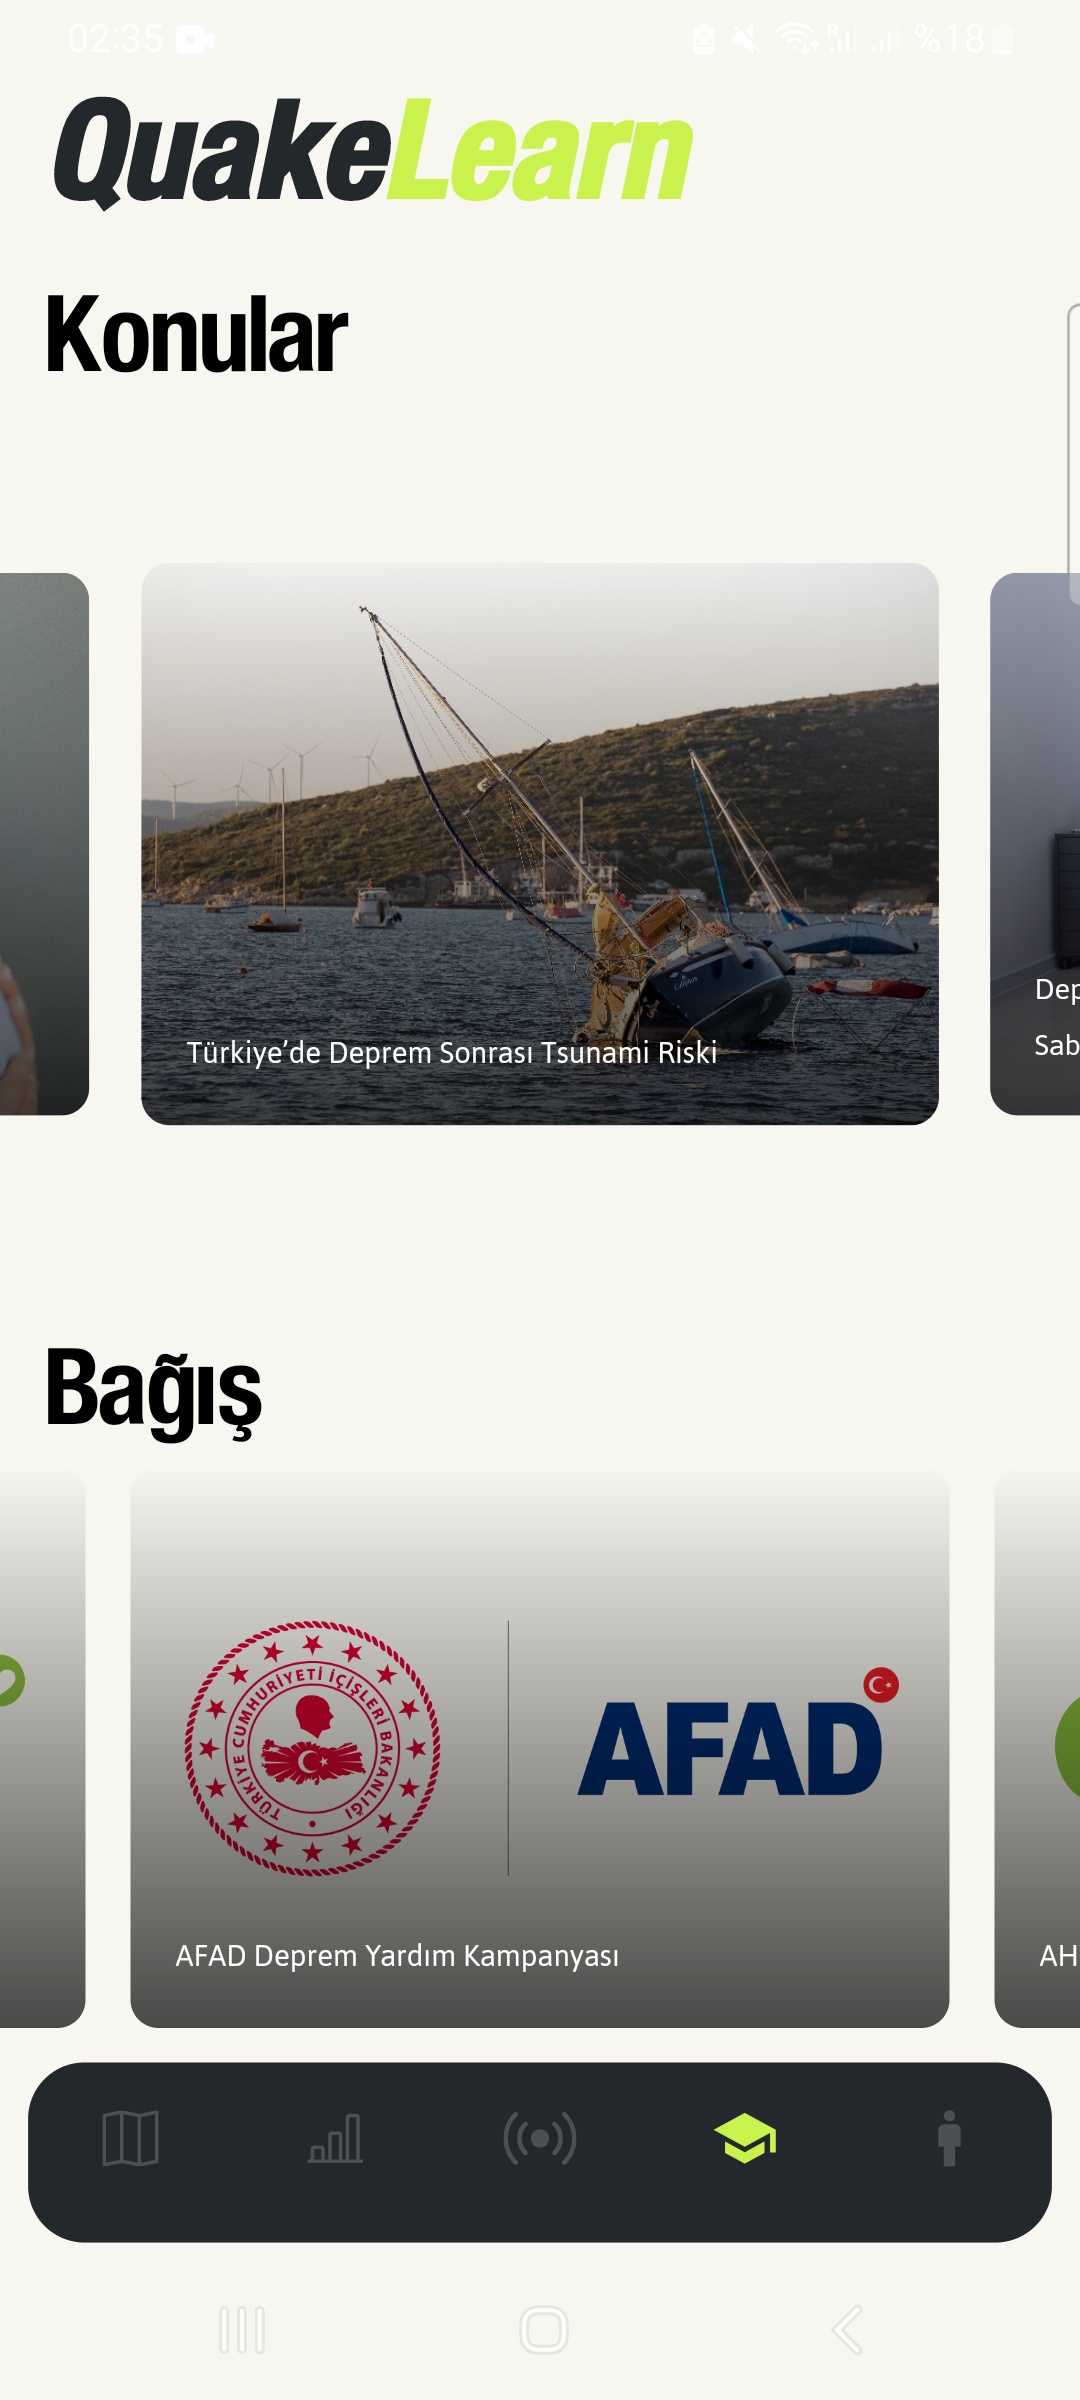 02:35
R
%18
QuakeLearn
Konular
Türkiye'de Deprem Sonrası Tsunami Riski
Dep
Sab
Bağış
TÜRKİYE CUMHURİYETİ İÇİŞLERİ BAKANLIĞI
AFAD
AFAD Deprem Yardım Kampanyası
AH